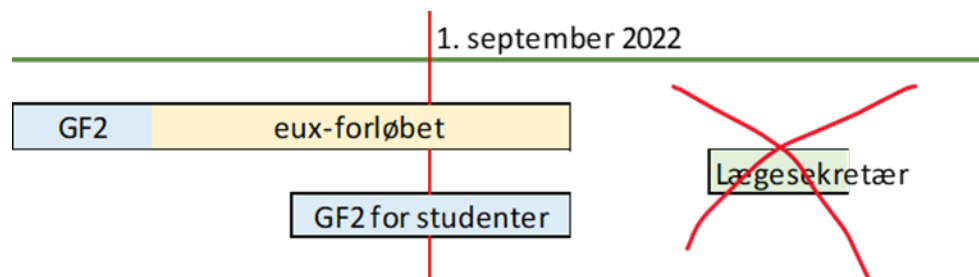 1. september 2022
GF2 eux-forløbet
Lægesekretær
GF2 for studenter